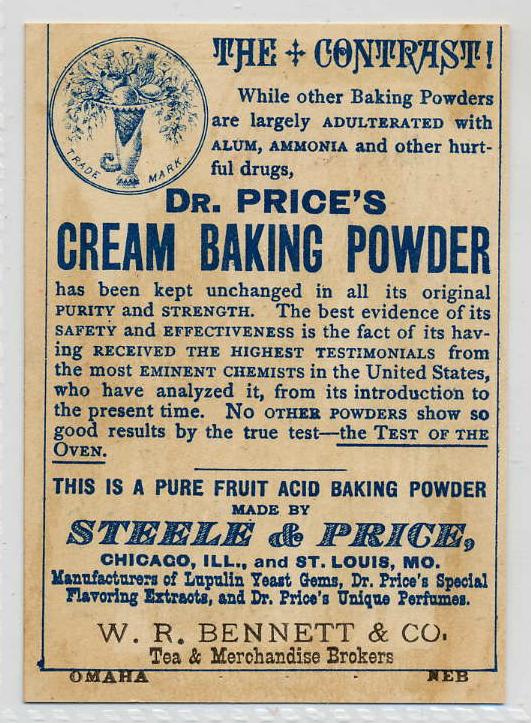 THE ✢ CONTRAST!
While other Baking Powders
are largely ADULTERATED with
ALUM, AMMONIA and other hurt-
ful drugs,
TRADE MARK.
DR. PRICE'S
CREAM BAKING POWDER
has been kept unchanged in all its original
PURITY and STRENGTH. The best evidence of its
SAFETY and EFFECTIVENESS is the fact of its hav-
ing RECEIVED THE HIGHEST TESTIMONIALS from
the most EMINENT CHEMISTS in the United States,
who have analyzed it, from its introduction to
the present time. NO OTHER POWDERS show so
good results by the true test—the TEST OF THE
OVEN.
THIS IS A PURE FRUIT ACID BAKING POWDER
MADE BY
STEELE & PRICE,
CHICAGO, ILL., and ST. LOUIS, MO.
Manufacturers of Lupulin Yeast Gems, Dr. Price's Special
Flavoring Extracts, and Dr. Price's Unique Perfumes.
W. R. BENNETT & CO.
Tea & Merchandise Brokers
OMAHA - - - - NEB